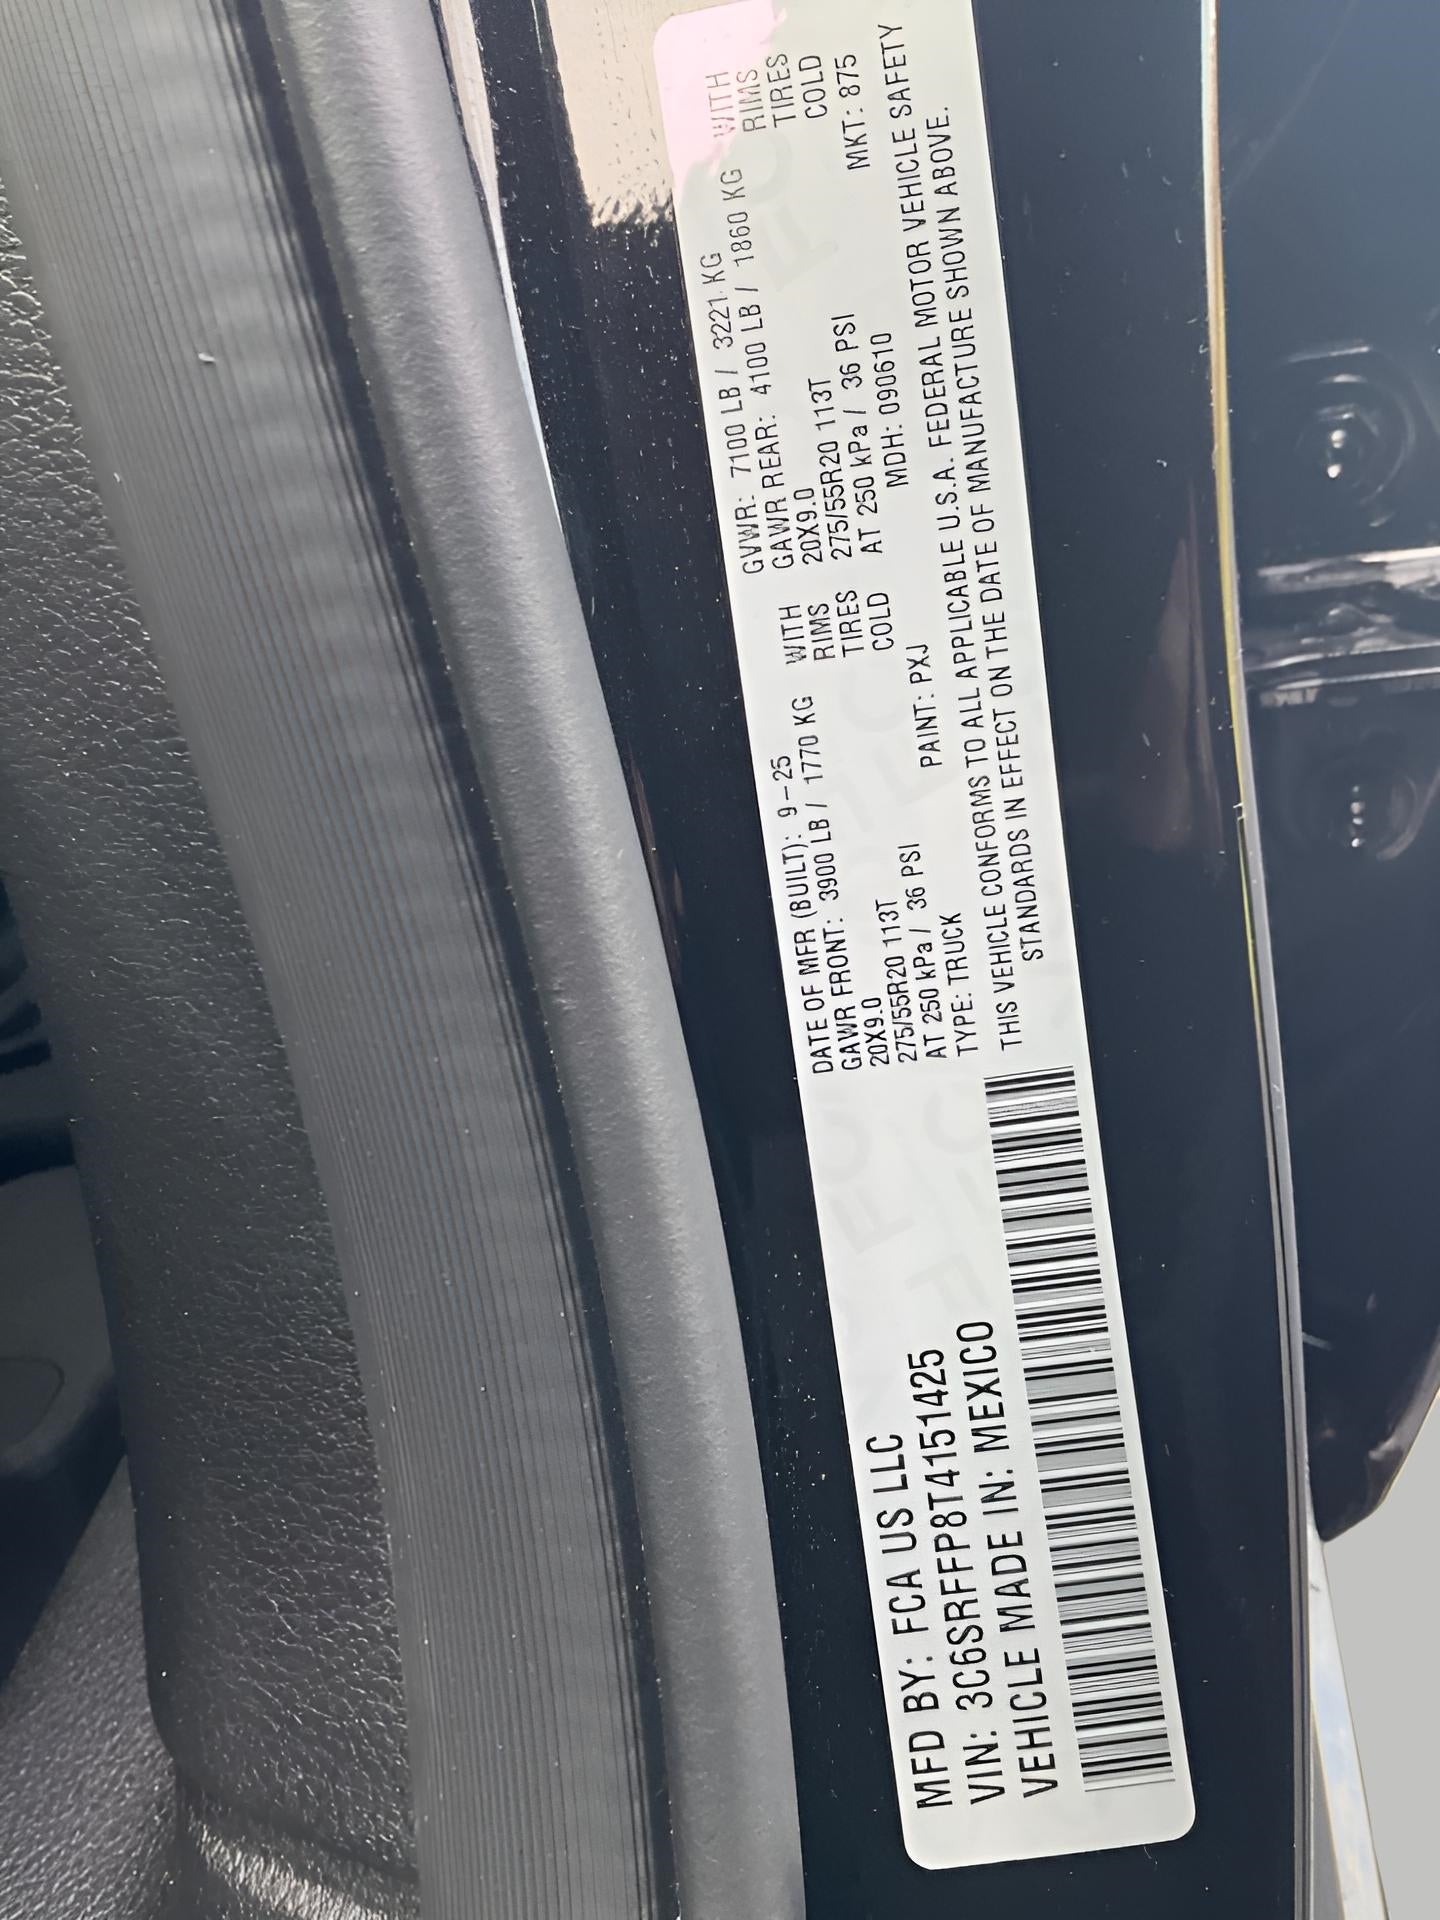 MFD BY: FCA US LLC
VIN: 3C6SRFFP8T4151425
VEHICLE MADE IN: MEXICO
DATE OF MFR (BUILT): 9-25
GAWR FRONT: 3900 LB / 1770 KG WITH
20X9.0 RIMS
275/55R20 113T TIRES
AT 250 kPa / 36 PSI COLD
TYPE: TRUCK PAINT: PXJ
GVWR: 7100 LB / 3221 KG
GAWR REAR: 4100 LB / 1860 KG WITH
20X9.0 RIMS
275/55R20 113T TIRES
AT 250 kPa / 36 PSI COLD
MDH: 090610 MKT: 875
THIS VEHICLE CONFORMS TO ALL APPLICABLE U.S.A. FEDERAL MOTOR VEHICLE SAFETY
STANDARDS IN EFFECT ON THE DATE OF MANUFACTURE SHOWN ABOVE.